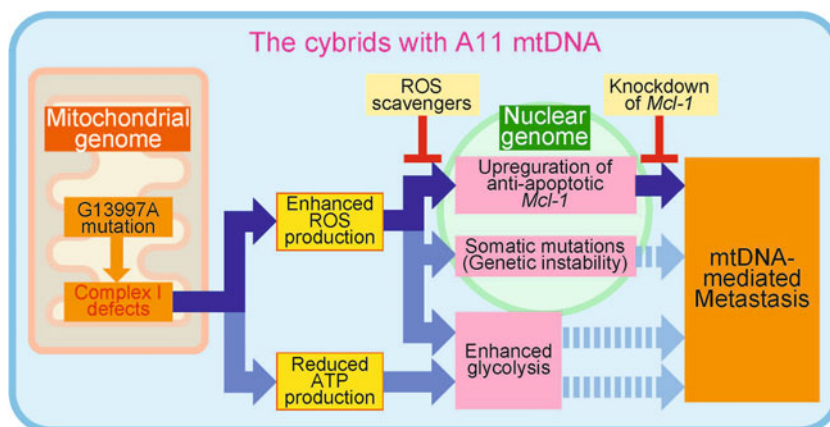 The cybrids with A11 mtDNA
ROS
scavengers
Knockdown
of Mcl-1
Mitochondrial
genome
Nuclear
genome
G13997A
mutation
Complex I
defects
Enhanced
ROS
production
Reduced
ATP
production
Upreguration of
anti-apoptotic
Mcl-1
Somatic mutations
(Genetic instability)
Enhanced
glycolysis
mtDNA-
mediated
Metastasis